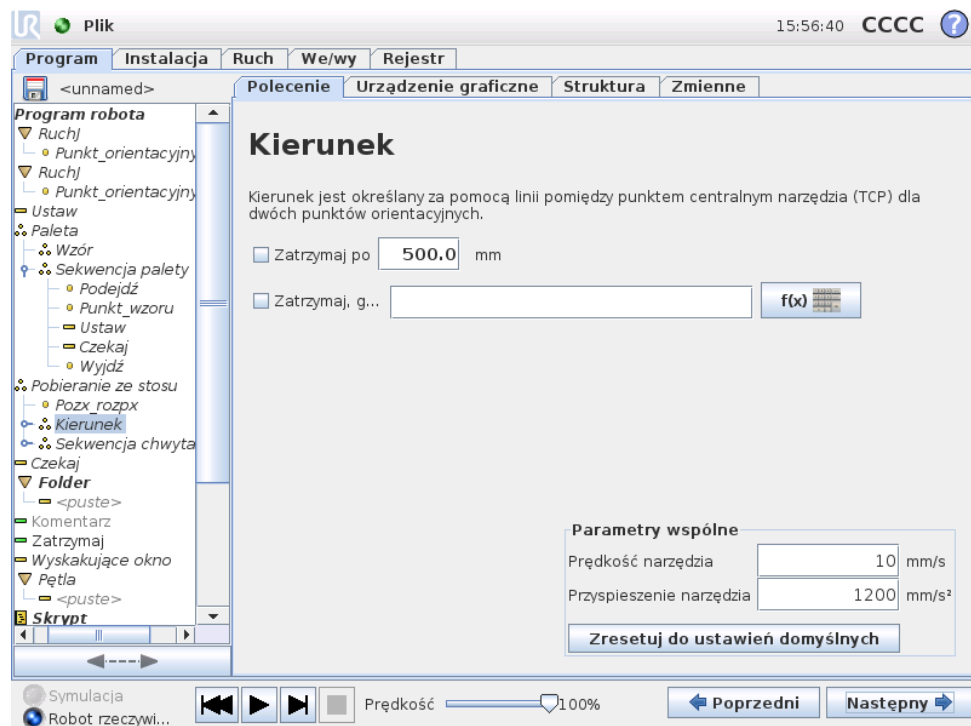 UR Plik 15:56:40 CCCC ?
Program Instalacja Ruch We/wy Rejestr
<unnamed>
Polecenie Urządzenie graficzne Struktura Zmienne
Program robota
RuchJ
Punkt_orientacyjny
RuchJ
Punkt_orientacyjny
Ustaw
Paleta
Wzór
Sekwencja palety
Podejdź
Punkt_wzoru
Ustaw
Czekaj
Wyjdź
Pobieranie ze stosu
Pozx_rozpx
Kierunek
Sekwencja chwyta
Czekaj
Folder
<puste>
Komentarz
Zatrzymaj
Wyskakujące okno
Pętla
<puste>
Skrypt
Kierunek
Kierunek jest określany za pomocą linii pomiędzy punktem centralnym narzędzia (TCP) dla
dwóch punktów orientacyjnych.
Zatrzymaj po 500.0 mm
Zatrzymaj, g... f(x)
Parametry wspólne
Prędkość narzędzia 10 mm/s
Przyspieszenie narzędzia 1200 mm/s²
Zresetuj do ustawień domyślnych
Symulacja
Robot rzeczywi...
Prędkość 100%
Poprzedni Następny